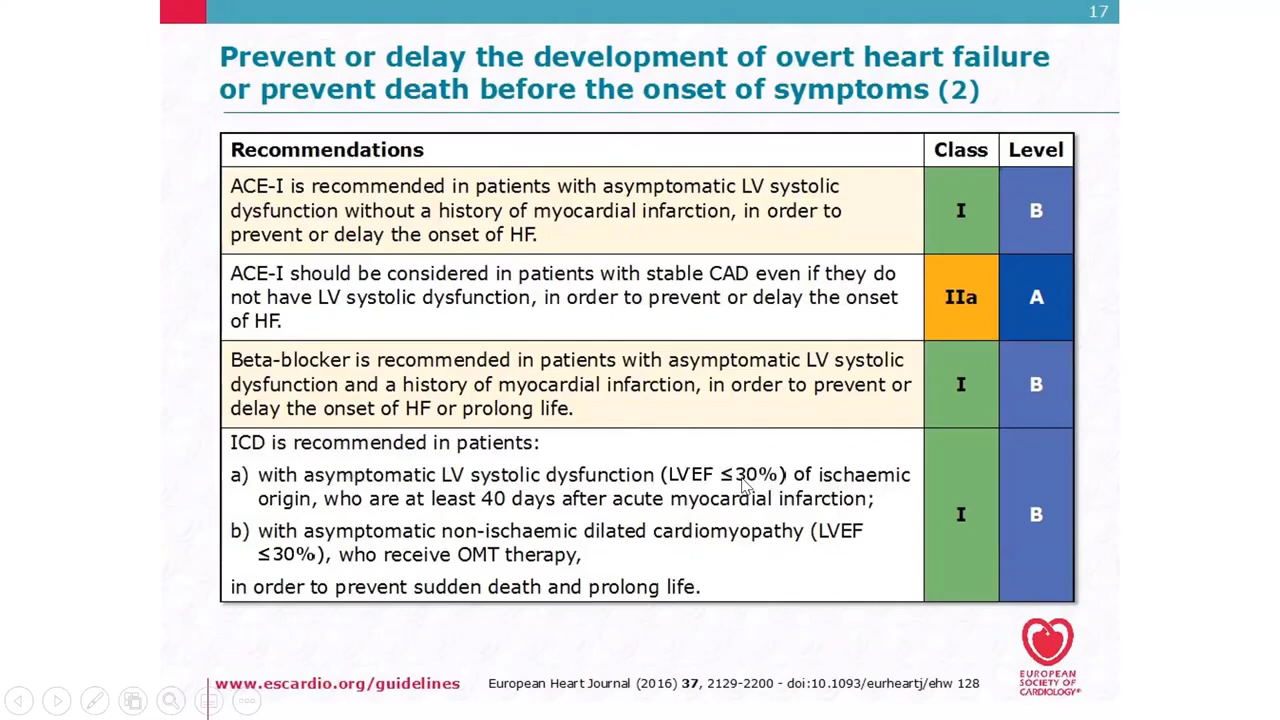 17
Prevent or delay the development of overt heart failure
or prevent death before the onset of symptoms (2)
Recommendations Class Level
ACE-I is recommended in patients with asymptomatic LV systolic
dysfunction without a history of myocardial infarction, in order to
prevent or delay the onset of HF.
I B
ACE-I should be considered in patients with stable CAD even if they do
not have LV systolic dysfunction, in order to prevent or delay the onset
of HF.
IIa A
Beta-blocker is recommended in patients with asymptomatic LV systolic
dysfunction and a history of myocardial infarction, in order to prevent or
delay the onset of HF or prolong life.
I B
ICD is recommended in patients:
a) with asymptomatic LV systolic dysfunction (LVEF ≤30%) of ischaemic
origin, who are at least 40 days after acute myocardial infarction;
b) with asymptomatic non-ischaemic dilated cardiomyopathy (LVEF
≤30%), who receive OMT therapy,
in order to prevent sudden death and prolong life.
I B
www.escardio.org/guidelines European Heart Journal (2016) 37, 2129-2200 - doi:10.1093/eurheartj/ehw 128
EUROPEAN
SOCIETY OF
CARDIOLOGY®